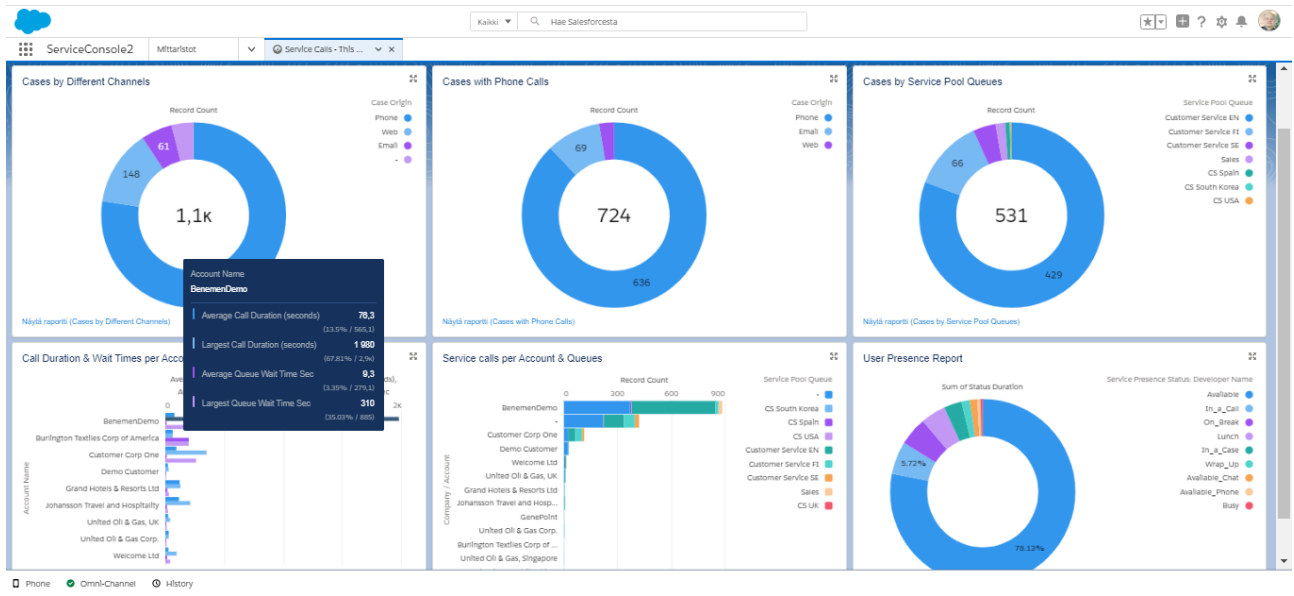 Kaikki
Hae Salesforcesta
ServiceConsole2
Mittaristot
Service Calls - This ...
Cases by Different Channels
Record Count
Case Origin
Phone
Web
Email
-
61
148
1,1K
Näytä raportti (Cases by Different Channels)
Cases with Phone Calls
Record Count
Case Origin
Phone
Email
Web
69
724
636
Näytä raportti (Cases with Phone Calls)
Cases by Service Pool Queues
Record Count
Service Pool Queue
Customer Service EN
Customer Service FI
Customer Service SE
Sales
CS Spain
CS South Korea
CS USA
66
531
429
Näytä raportti (Cases by Service Pool Queues)
Account Name
BenemenDemo
Average Call Duration (seconds) 76,3
(13.5% / 565,1)
Largest Call Duration (seconds) 1 980
(67.81% / 2,9k)
Average Queue Wait Time Sec 9,3
(3.35% / 279,1)
Largest Queue Wait Time Sec 310
(35.03% / 885)
Call Duration & Wait Times per Acco
0
2K
Account Name
BenemenDemo
Burlington Textiles Corp of America
Customer Corp One
Demo Customer
Grand Hotels & Resorts Ltd
Johansson Travel and Hospitality
United Oil & Gas, UK
United Oil & Gas Corp.
Welcome Ltd
Service calls per Account & Queues
Record Count
0 300 600 900
Company / Account
BenemenDemo
-
Customer Corp One
Demo Customer
Welcome Ltd
United Oil & Gas, UK
Grand Hotels & Resorts Ltd
Johansson Travel and Hosp...
GenePoint
United Oil & Gas Corp.
Burlington Textiles Corp of ...
United Oil & Gas, Singapore
Service Pool Queue
-
CS South Korea
CS Spain
CS USA
Customer Service EN
Customer Service FI
Customer Service SE
Sales
CS UK
User Presence Report
Sum of Status Duration
Service Presence Status: Developer Name
Available
In_a_Call
On_Break
Lunch
In_a_Case
Wrap_Up
Available_Chat
Available_Phone
Busy
5.72%
78.13%
Phone
Omni-Channel
History